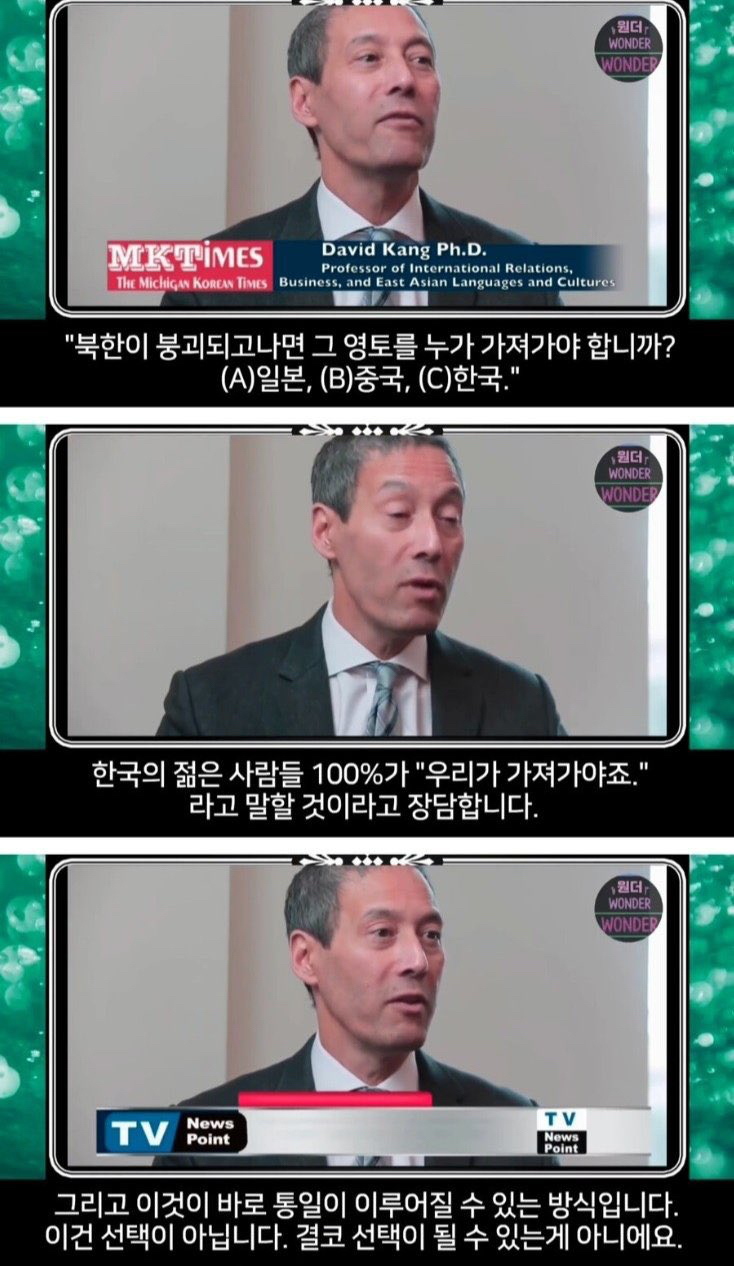 원더
WONDER
WONDER
MKTiMES
The Michigan Korean Times
David Kang Ph.D.
Professor of International Relations,
Business, and East Asian Languages and Cultures
"북한이 붕괴되고나면 그 영토를 누가 가져가야 합니까?
(A)일본, (B)중국, (C)한국."
원더
WONDER
WONDER
한국의 젊은 사람들 100%가 "우리가 가져가야죠."
라고 말할 것이라고 장담합니다.
원더
WONDER
WONDER
TV News Point
TV
News
Point
그리고 이것이 바로 통일이 이루어질 수 있는 방식입니다.
이건 선택이 아닙니다. 결코 선택이 될 수 있는게 아니에요.